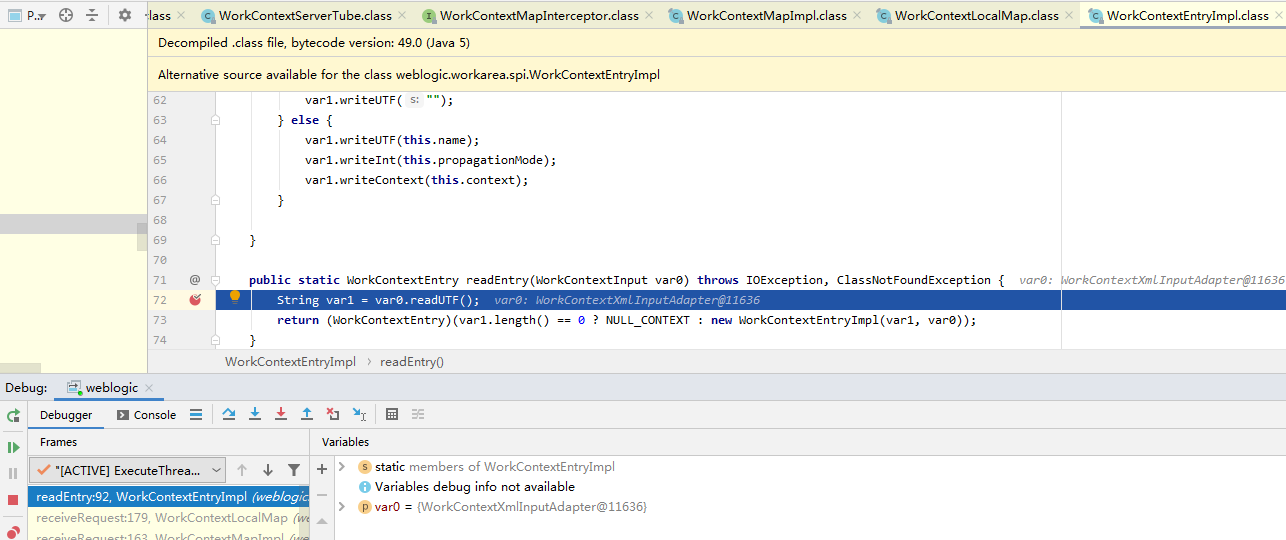 P...
.class
WorkContextServerTube.class
WorkContextMapInterceptor.class
WorkContextMapImpl.class
WorkContextLocalMap.class
WorkContextEntryImpl.class
Decompiled .class file, bytecode version: 49.0 (Java 5)
Alternative source available for the class weblogic.workarea.spi.WorkContextEntryImpl
62 var1.writeUTF( s: "");
63 } else {
64 var1.writeUTF(this.name);
65 var1.writeInt(this.propagationMode);
66 var1.writeContext(this.context);
67 }
68
69 }
70
71 @ public static WorkContextEntry readEntry(WorkContextInput var0) throws IOException, ClassNotFoundException { var0: WorkContextXmlInputAdapter@11636
72 String var1 = var0.readUTF(); var0: WorkContextXmlInputAdapter@11636
73 return (WorkContextEntry)(var1.length() == 0 ? NULL_CONTEXT : new WorkContextEntryImpl(var1, var0));
74 }
WorkContextEntryImpl › readEntry()
Debug: weblogic
Debugger Console
Frames
Variables
"[ACTIVE] ExecuteThrea...
static members of WorkContextEntryImpl
Variables debug info not available
var0 = {WorkContextXmlInputAdapter@11636}
readEntry:92, WorkContextEntryImpl (weblogic
receiveRequest:179, WorkContextLocalMap (we
receiveRequest:163, WorkContextMapImpl (we